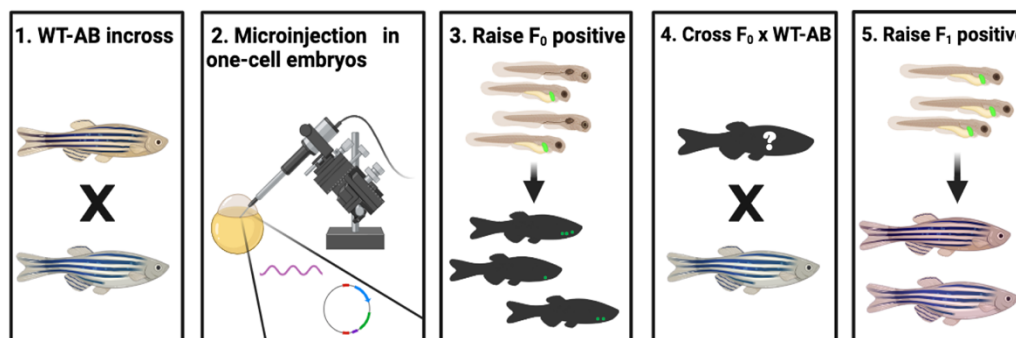 1. WT-AB incross
2. Microinjection in
one-cell embryos
3. Raise F₀ positive
4. Cross F₀ x WT-AB
5. Raise F₁ positive
X
?
X